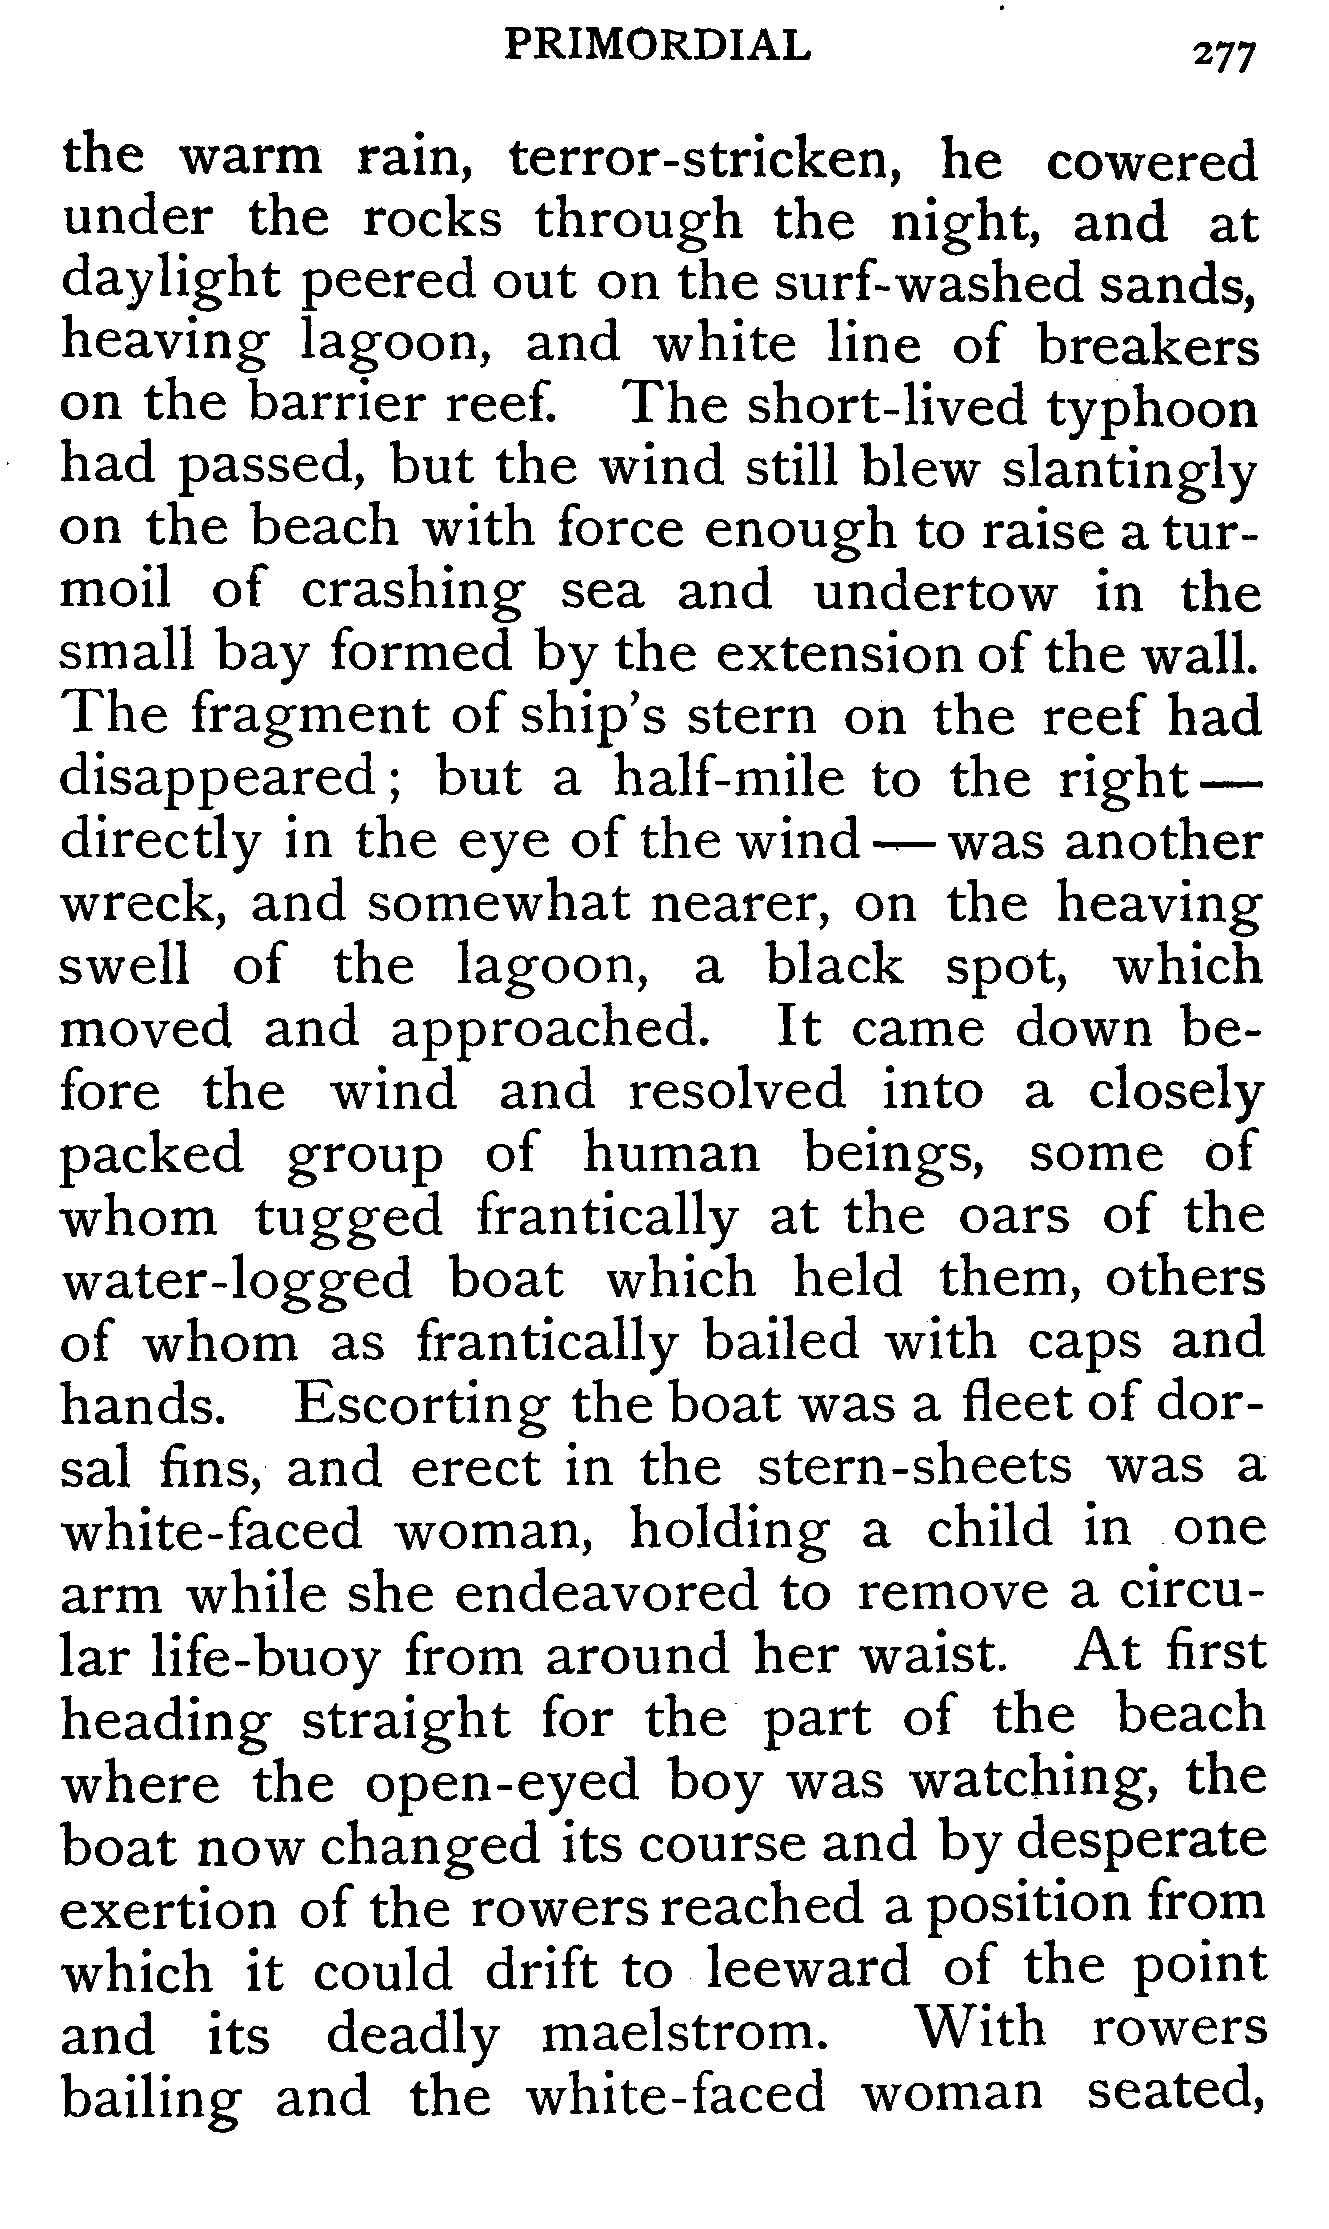 PRIMORDIAL 277
the warm rain, terror-stricken, he cowered
under the rocks through the night, and at
daylight peered out on the surf-washed sands,
heaving lagoon, and white line of breakers
on the barrier reef. The short-lived typhoon
had passed, but the wind still blew slantingly
on the beach with force enough to raise a tur-
moil of crashing sea and undertow in the
small bay formed by the extension of the wall.
The fragment of ship's stern on the reef had
disappeared; but a half-mile to the right—
directly in the eye of the wind—was another
wreck, and somewhat nearer, on the heaving
swell of the lagoon, a black spot, which
moved and approached. It came down be-
fore the wind and resolved into a closely
packed group of human beings, some of
whom tugged frantically at the oars of the
water-logged boat which held them, others
of whom as frantically bailed with caps and
hands. Escorting the boat was a fleet of dor-
sal fins, and erect in the stern-sheets was a
white-faced woman, holding a child in one
arm while she endeavored to remove a circu-
lar life-buoy from around her waist. At first
heading straight for the part of the beach
where the open-eyed boy was watching, the
boat now changed its course and by desperate
exertion of the rowers reached a position from
which it could drift to leeward of the point
and its deadly maelstrom. With rowers
bailing and the white-faced woman seated,